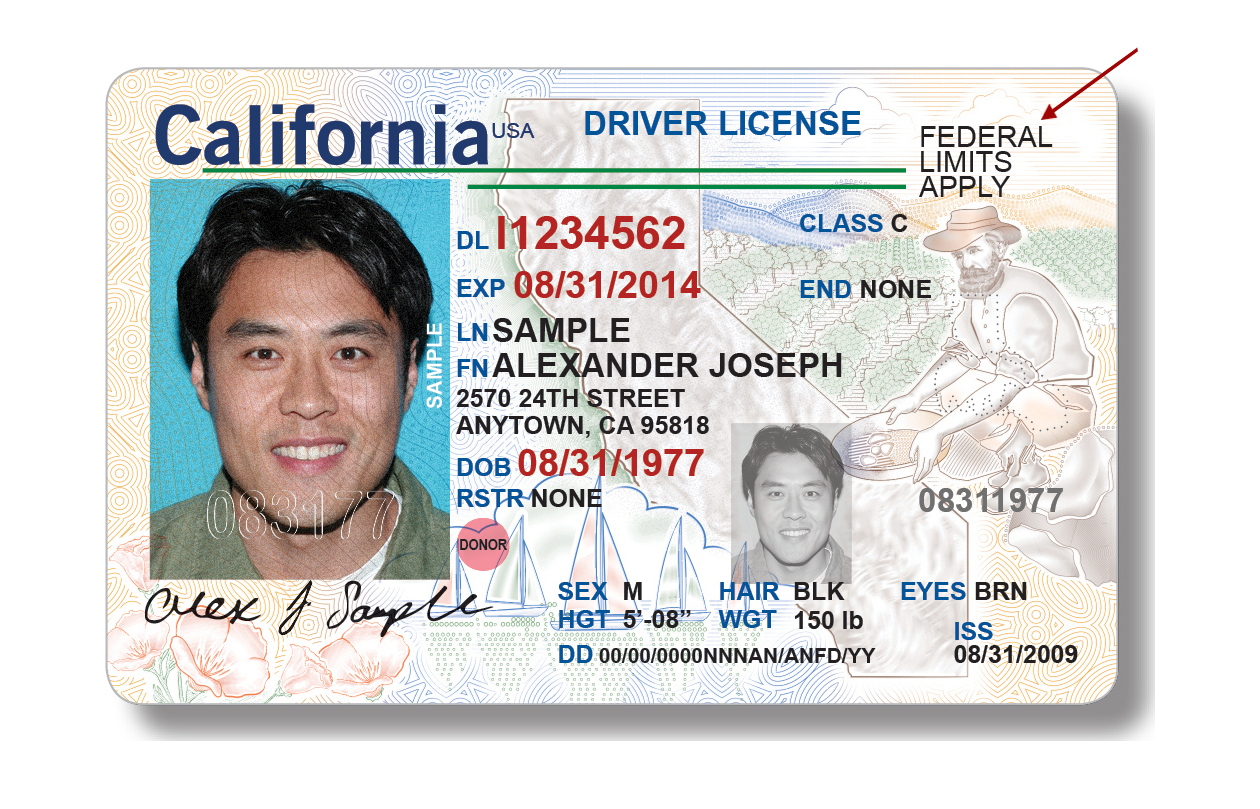 California USA DRIVER LICENSE
FEDERAL
LIMITS
APPLY
DL I1234562
CLASS C
EXP 08/31/2014
END NONE
LN SAMPLE
FN ALEXANDER JOSEPH
2570 24TH STREET
ANYTOWN, CA 95818
DOB 08/31/1977
RSTR NONE
08311977
SAMPLE
083177
DONOR
Alex J Sample
SEX M HAIR BLK EYES BRN
HGT 5'-08" WGT 150 lb
ISS
08/31/2009
DD 00/00/0000NNNAN/ANFD/YY